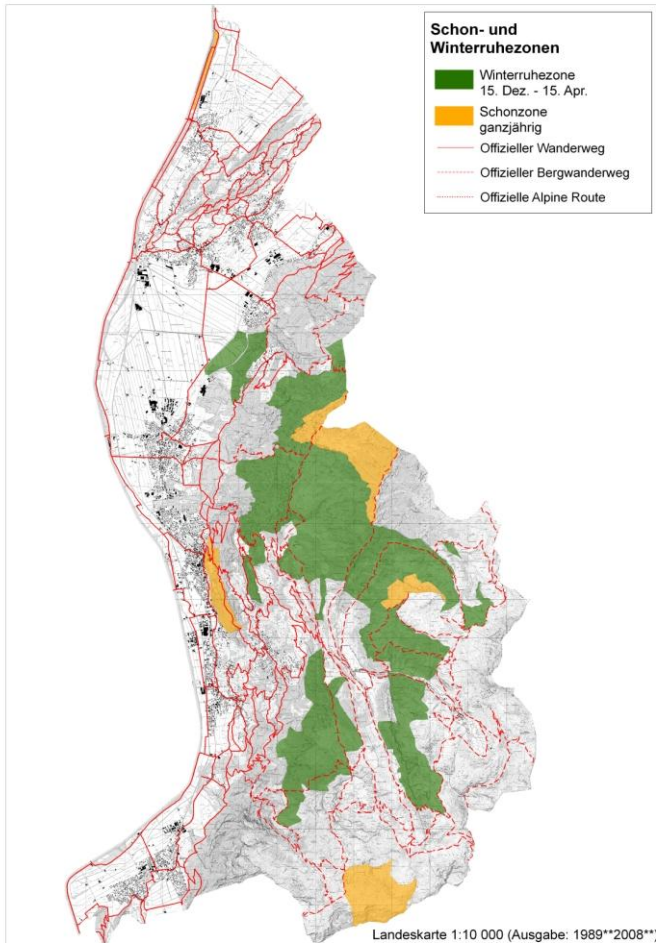 Schon- und
Winterruhezonen
Winterruhezone
15. Dez. - 15. Apr.
Schonzone
ganzjährig
Offizieller Wanderweg
Offizieller Bergwanderweg
Offizielle Alpine Route
Landeskarte 1:10 000 (Ausgabe: 1989**2008**)